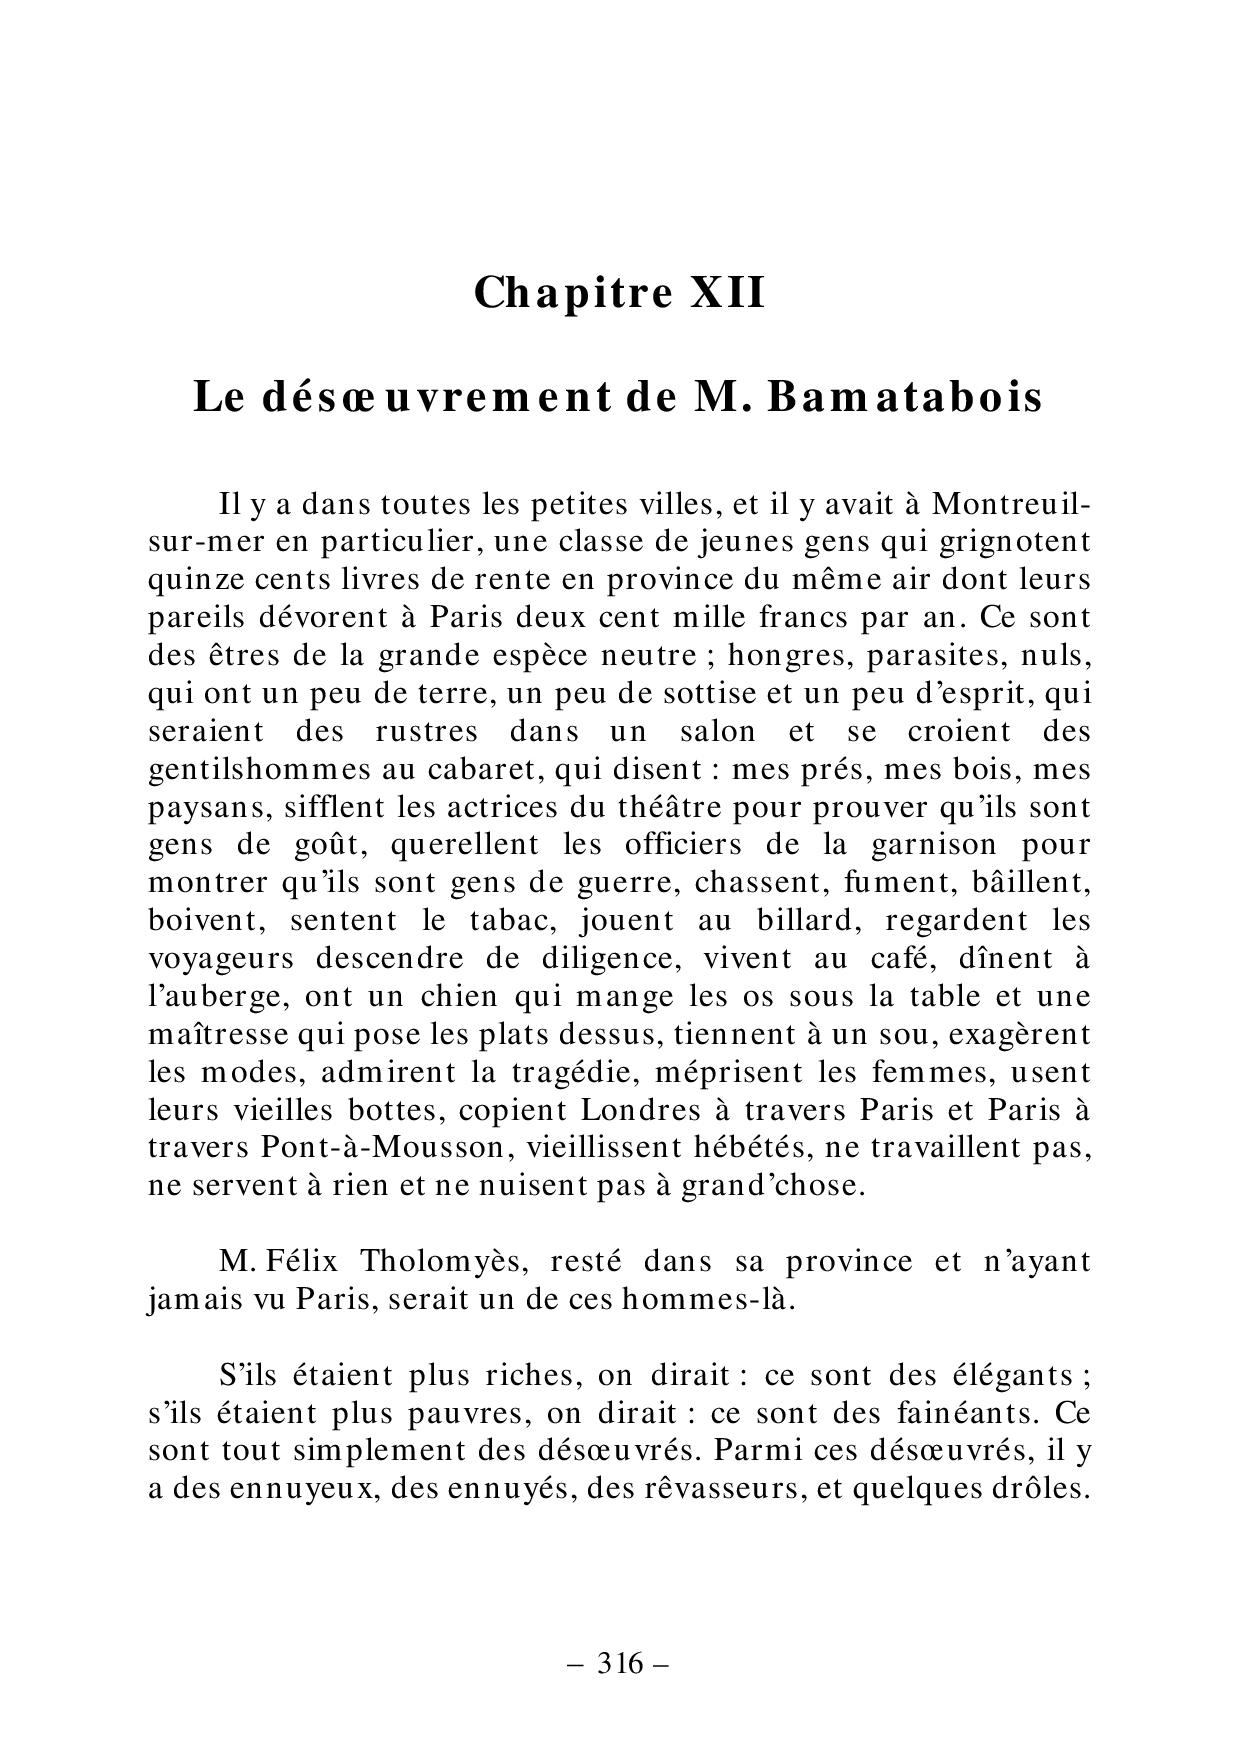 Chapitre XII
Le désœuvrement de M. Bamatabois
Il y a dans toutes les petites villes, et il y avait à Montreuil-
sur-mer en particulier, une classe de jeunes gens qui grignotent
quinze cents livres de rente en province du même air dont leurs
pareils dévorent à Paris deux cent mille francs par an. Ce sont
des êtres de la grande espèce neutre ; hongres, parasites, nuls,
qui ont un peu de terre, un peu de sottise et un peu d’esprit, qui
seraient des rustres dans un salon et se croient des
gentilshommes au cabaret, qui disent : mes prés, mes bois, mes
paysans, sifflent les actrices du théâtre pour prouver qu’ils sont
gens de goût, querellent les officiers de la garnison pour
montrer qu’ils sont gens de guerre, chassent, fument, bâillent,
boivent, sentent le tabac, jouent au billard, regardent les
voyageurs descendre de diligence, vivent au café, dînent à
l’auberge, ont un chien qui mange les os sous la table et une
maîtresse qui pose les plats dessus, tiennent à un sou, exagèrent
les modes, admirent la tragédie, méprisent les femmes, usent
leurs vieilles bottes, copient Londres à travers Paris et Paris à
travers Pont-à-Mousson, vieillissent hébétés, ne travaillent pas,
ne servent à rien et ne nuisent pas à grand’chose.
M. Félix Tholomyès, resté dans sa province et n’ayant
jamais vu Paris, serait un de ces hommes-là.
S’ils étaient plus riches, on dirait : ce sont des élégants ;
s’ils étaient plus pauvres, on dirait : ce sont des fainéants. Ce
sont tout simplement des désœuvrés. Parmi ces désœuvrés, il y
a des ennuyeux, des ennuyés, des rêvasseurs, et quelques drôles.
– 316 –